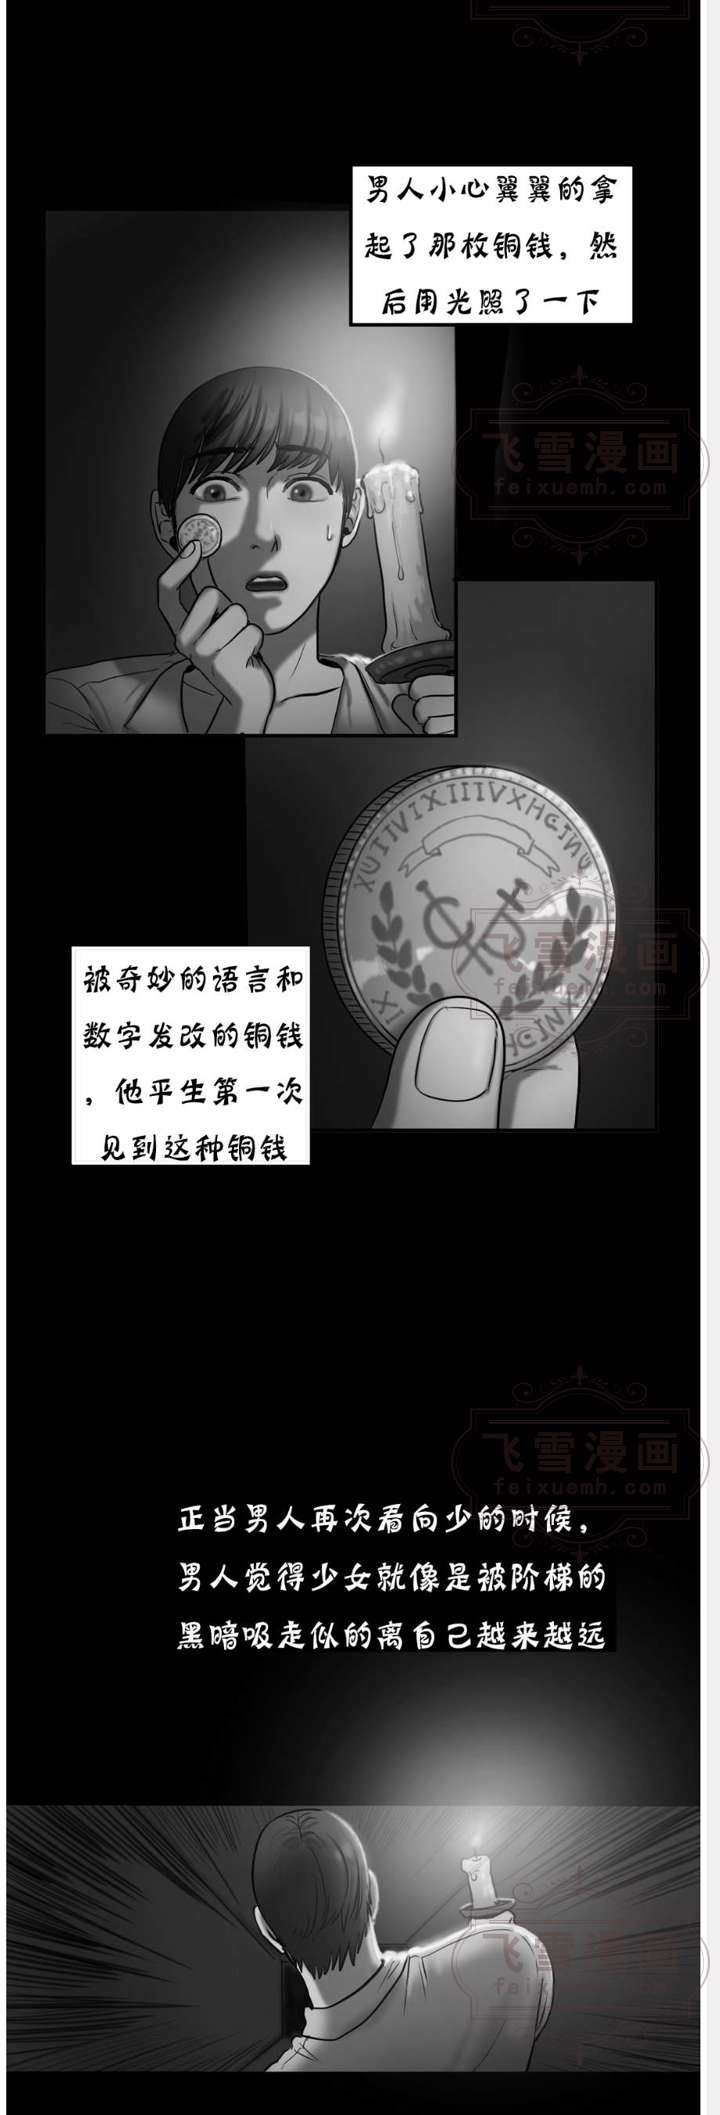 男人小心翼翼的拿
起了那枚铜钱，然
后用光照了一下
飞雪漫画
feixuemh.com
被奇妙的语言和
数字发改的铜钱
，他平生第一次
见到这种铜钱
飞雪漫画
feixuemh.com
飞雪漫画
feixuemh.com
正当男人再次看向少的时候，
男人觉得少女就像是被阶梯的
黑暗吸走似的离自己越来越远
飞雪漫画
feixuemh.com